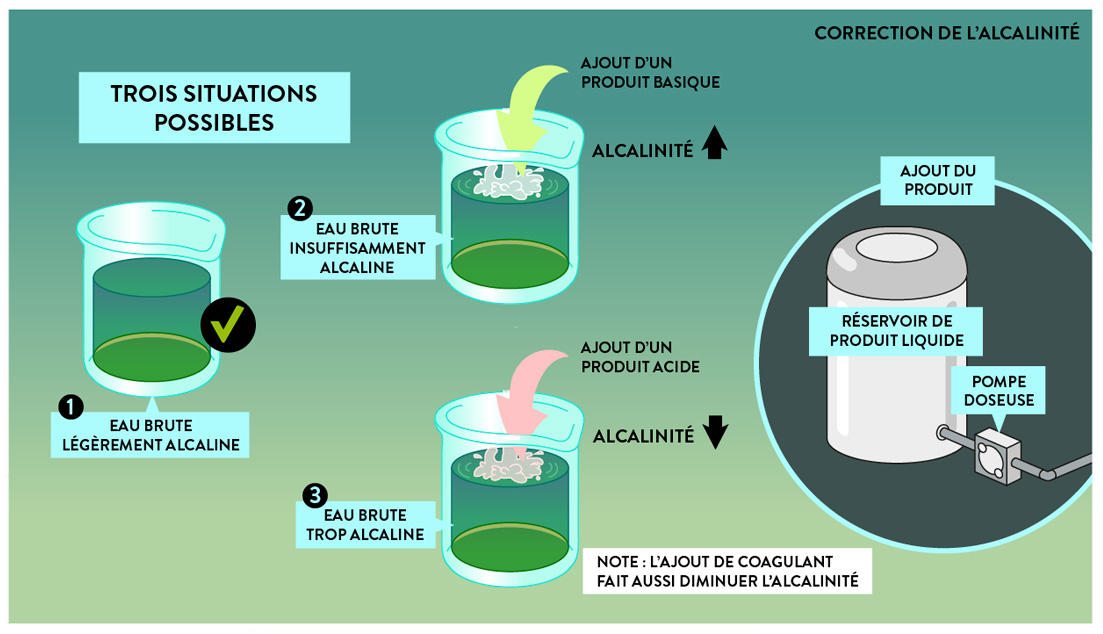 CORRECTION DE L'ALCALINITÉ
TROIS SITUATIONS
POSSIBLES
1
EAU BRUTE
LÉGÈREMENT ALCALINE
AJOUT D'UN
PRODUIT BASIQUE
ALCALINITÉ
2
EAU BRUTE
INSUFFISAMMENT
ALCALINE
AJOUT D'UN
PRODUIT ACIDE
ALCALINITÉ
3
EAU BRUTE
TROP ALCALINE
NOTE : L'AJOUT DE COAGULANT
FAIT AUSSI DIMINUER L'ALCALINITÉ
AJOUT DU
PRODUIT
RÉSERVOIR DE
PRODUIT LIQUIDE
POMPE
DOSEUSE